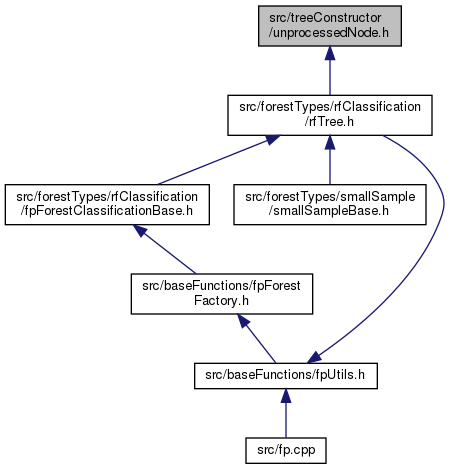 src/treeConstructor
/unprocessedNode.h
src/forestTypes/rfClassification
/rfTree.h
src/forestTypes/rfClassification
/fpForestClassificationBase.h
src/forestTypes/smallSample
/smallSampleBase.h
src/baseFunctions/fpForest
Factory.h
src/baseFunctions/fpUtils.h
src/fp.cpp